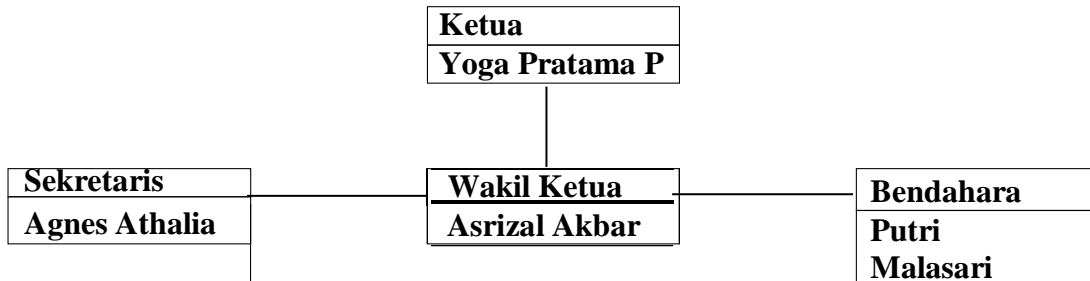 Ketua
Yoga Pratama P
Sekretaris
Agnes Athalia
Wakil Ketua
Asrizal Akbar
Bendahara
Putri
Malasari